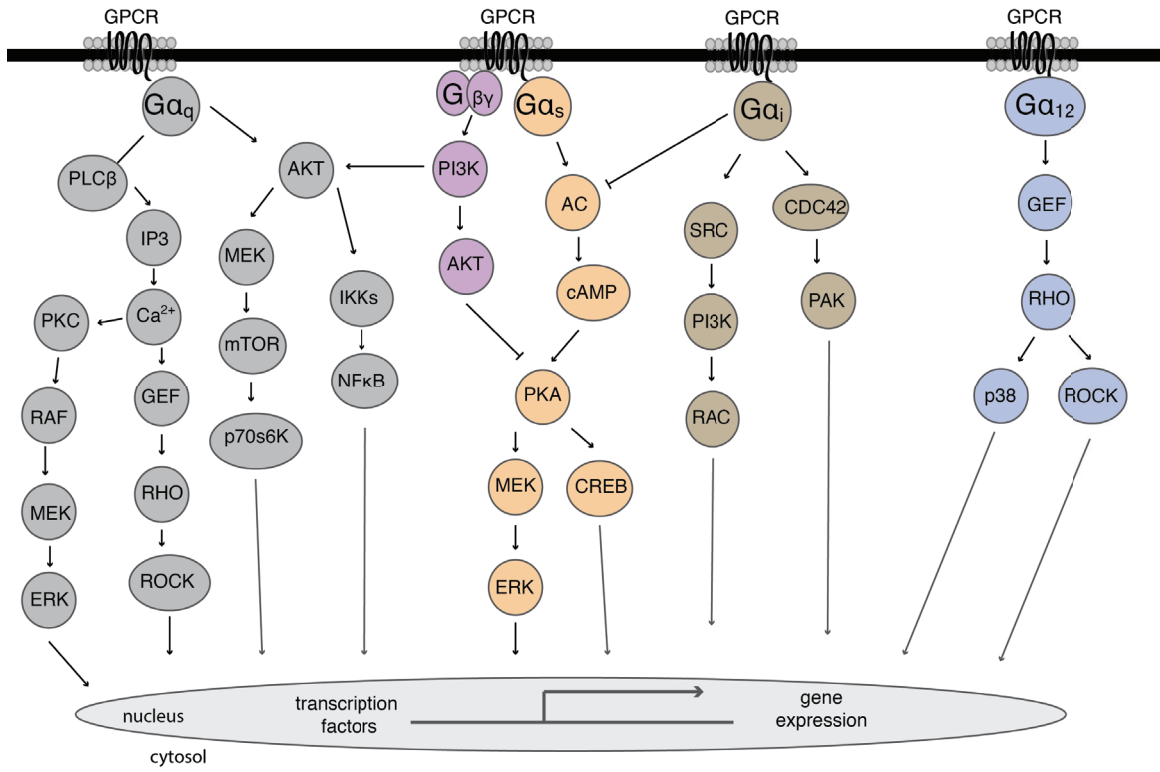 GPCR
GPCR
GPCR
GPCR
Gαq
G βγ
Gαs
Gαi
Gα12
PLCβ
AKT
PI3K
AC
CDC42
GEF
IP3
MEK
AKT
SRC
cAMP
IKKs
PAK
RHO
PKC
Ca2+
mTOR
PI3K
NFκB
PKA
GEF
RAF
p70s6K
RAC
p38
ROCK
MEK
RHO
MEK
CREB
ERK
ROCK
ERK
nucleus
transcription
factors
gene
expression
cytosol